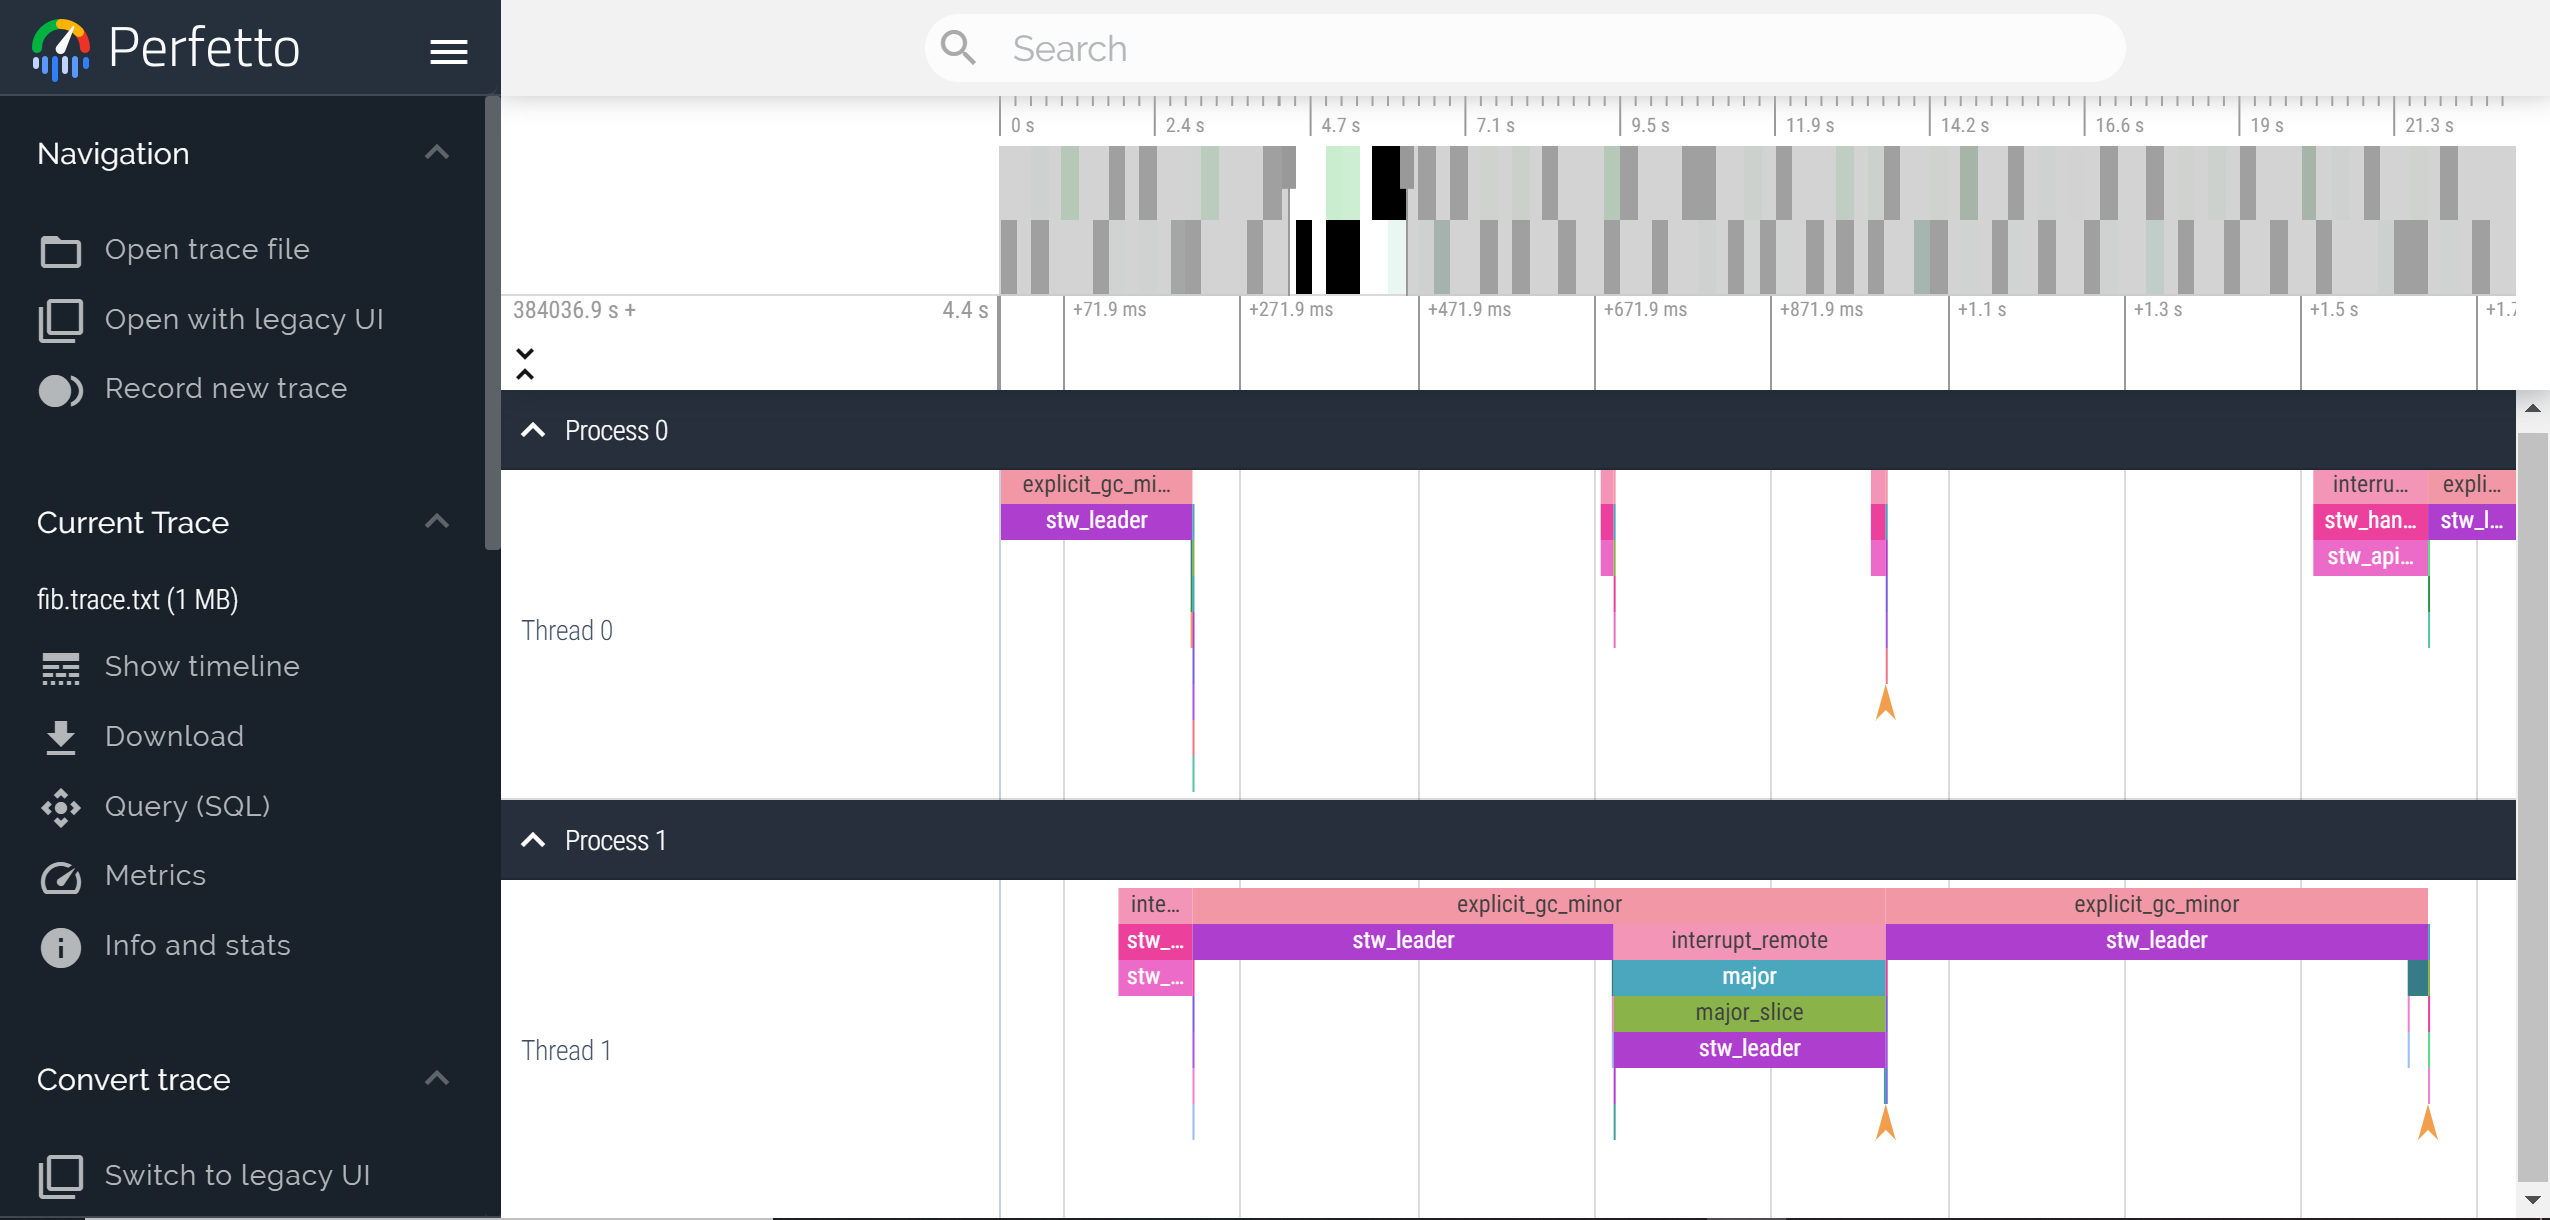 Perfetto
Search
Navigation
Open trace file
Open with legacy UI
Record new trace
Current Trace
fib.trace.txt (1 MB)
Show timeline
Download
Query (SQL)
Metrics
Info and stats
Convert trace
Switch to legacy UI
0 s 2.4 s 4.7 s 7.1 s 9.5 s 11.9 s 14.2 s 16.6 s 19 s 21.3 s
384036.9 s + 4.4 s +71.9 ms +271.9 ms +471.9 ms +671.9 ms +871.9 ms +1.1 s +1.3 s +1.5 s +1.7
Process 0
explicit_gc_mi... interru... expli...
stw_leader stw_han... stw_l...
stw_api...
Thread 0
Process 1
inte... explicit_gc_minor explicit_gc_minor
stw_... stw_leader interrupt_remote stw_leader
stw_... major
major_slice
Thread 1
stw_leader